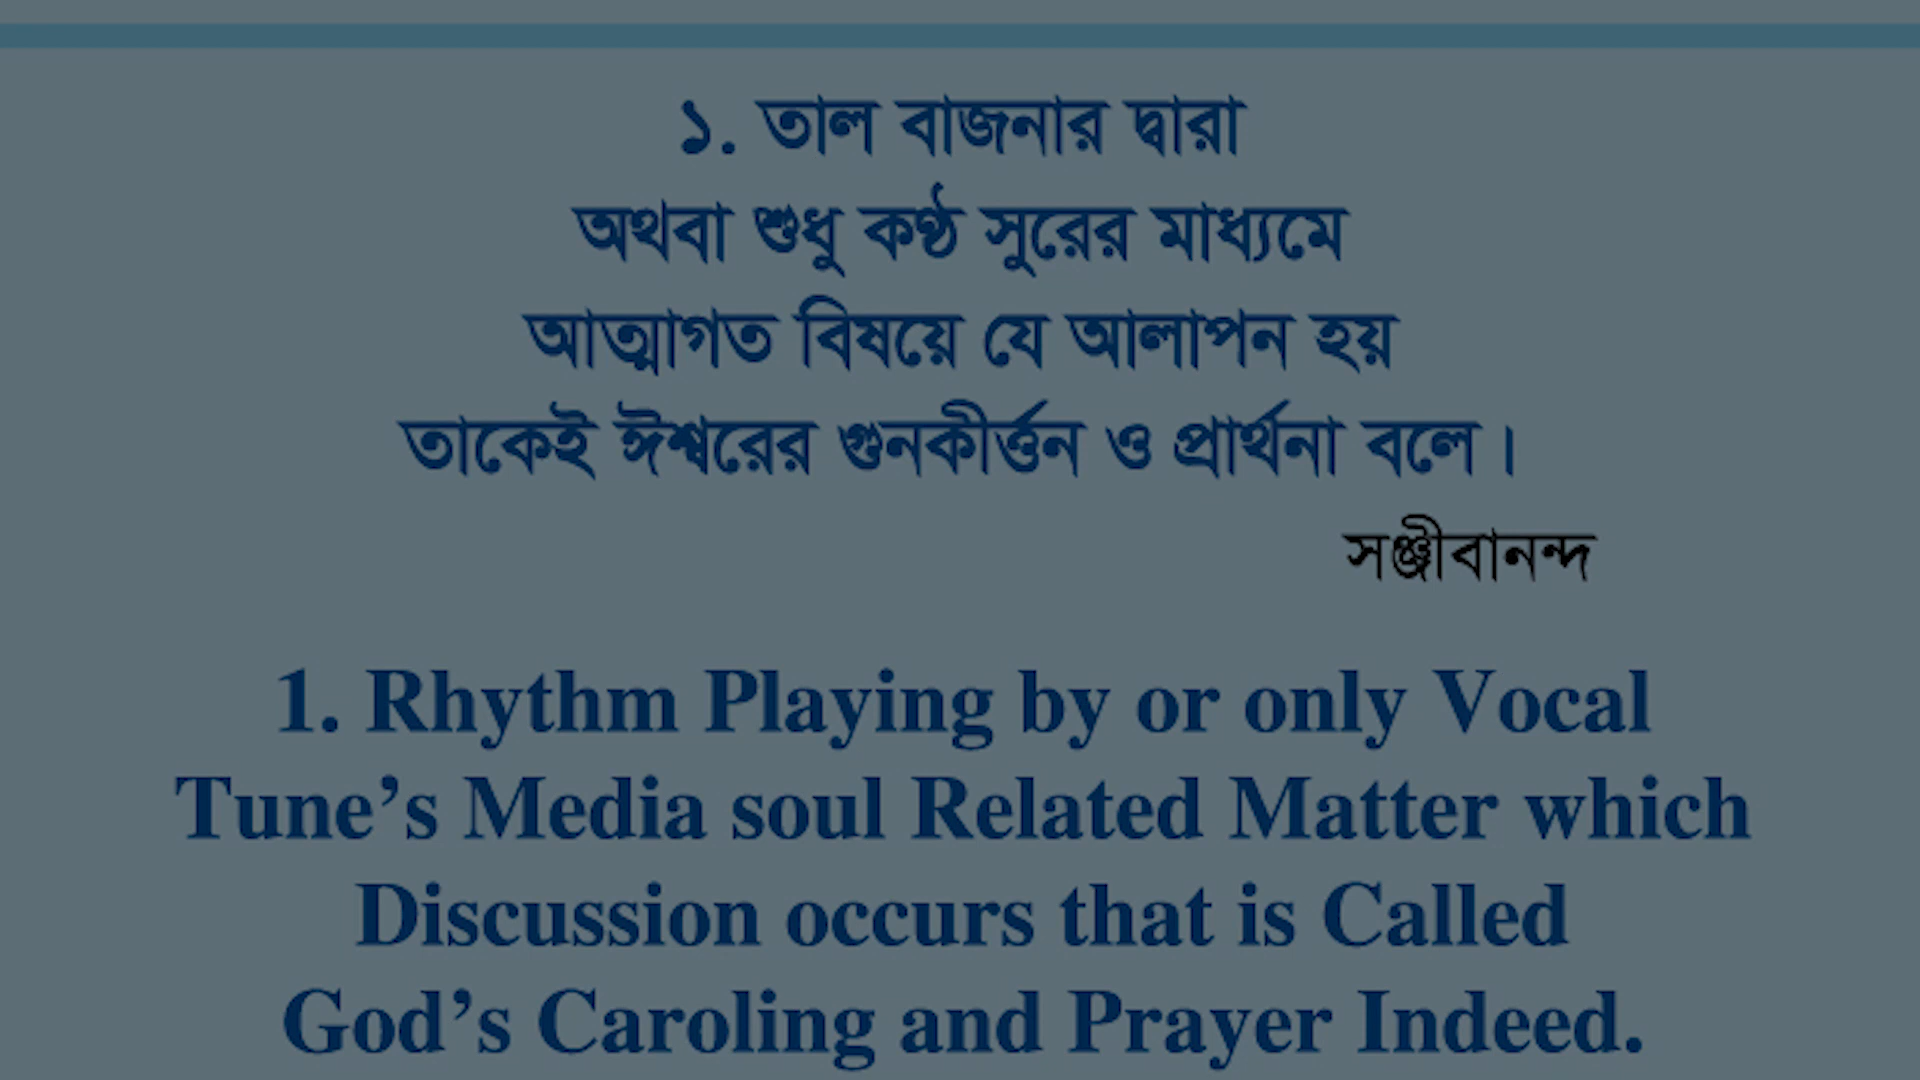 ১. তাল বাজনার দ্বারা
অথবা শুধু কণ্ঠ সুরের মাধ্যমে
আত্মাগত বিষয়ে যে আলাপন হয়
তাকেই ঈশ্বরের গুনকীর্ত্তন ও প্রার্থনা বলে।
সঞ্জীবানন্দ
1. Rhythm Playing by or only Vocal
Tune’s Media soul Related Matter which
Discussion occurs that is Called
God’s Caroling and Prayer Indeed.